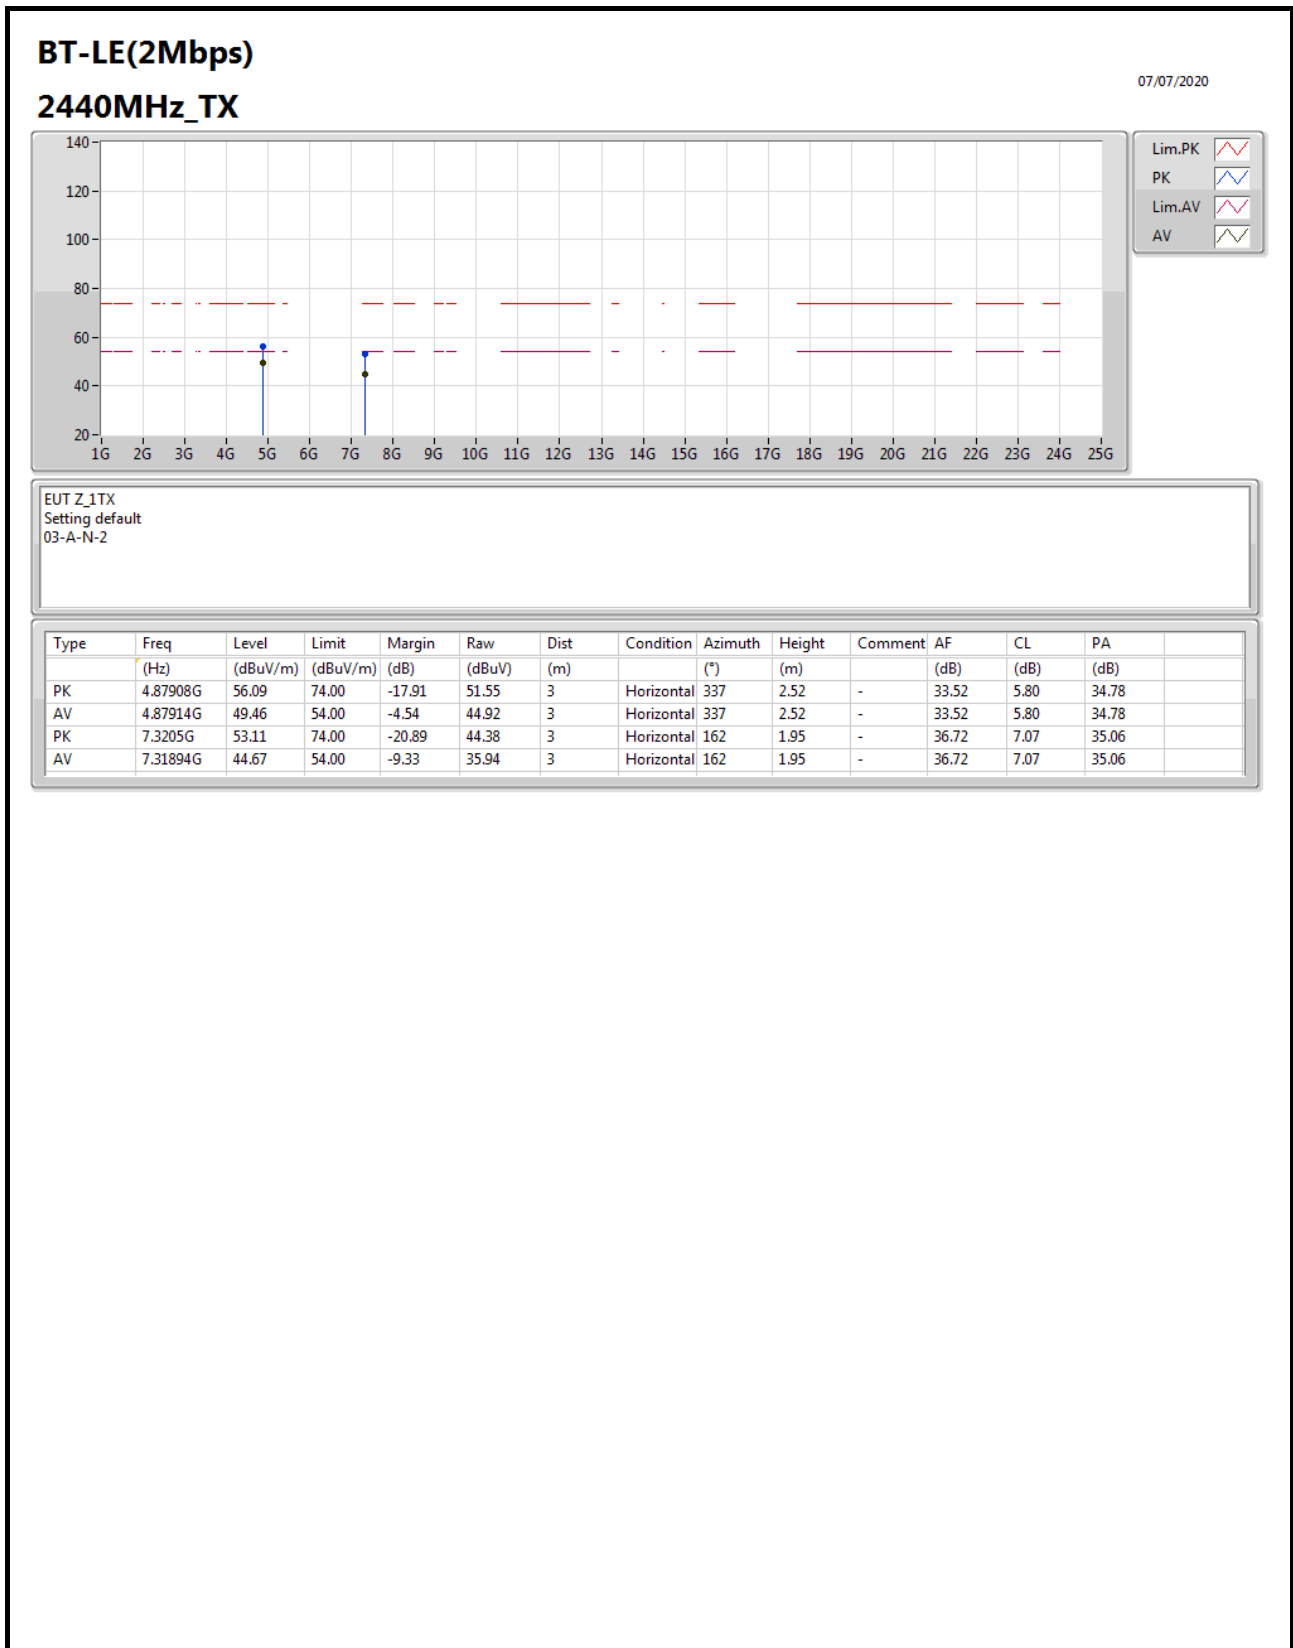 BT-LE(2Mbps)
07/07/2020
2440MHz_TX
140
120
100
80
60
40
20
1G 2G 3G 4G 5G 6G 7G 8G 9G 10G 11G 12G 13G 14G 15G 16G 17G 18G 19G 20G 21G 22G 23G 24G 25G
Lim.PK
PK
Lim.AV
AV
EUT Z_1TX
Setting default
03-A-N-2
Type Freq Level Limit Margin Raw Dist Condition Azimuth Height Comment AF CL PA
(Hz) (dBuV/m) (dBuV/m) (dB) (dBuV) (m) (°) (m) (dB) (dB) (dB)
PK 4.87908G 56.09 74.00 -17.91 51.55 3 Horizontal 337 2.52 - 33.52 5.80 34.78
AV 4.87914G 49.46 54.00 -4.54 44.92 3 Horizontal 337 2.52 - 33.52 5.80 34.78
PK 7.3205G 53.11 74.00 -20.89 44.38 3 Horizontal 162 1.95 - 36.72 7.07 35.06
AV 7.31894G 44.67 54.00 -9.33 35.94 3 Horizontal 162 1.95 - 36.72 7.07 35.06